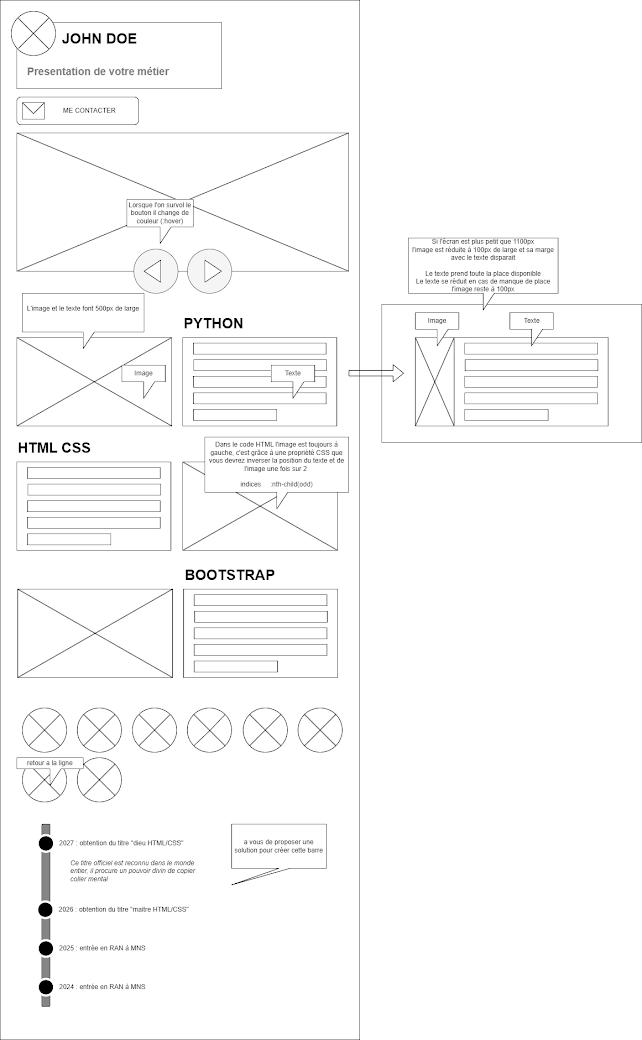 JOHN DOE
Presentation de votre métier
ME CONTACTER
Lorsque l'on survol le
bouton il change de
couleur (:hover)
L'image et le texte font 500px de large
PYTHON
Image
Texte
Si l'écran est plus petit que 1100px
l'image est réduite à 100px de large et sa marge
avec le texte disparait
Le texte prend toute la place disponible
Le texte se réduit en cas de manque de place
l'image reste à 100px
Image
Texte
HTML CSS
Dans le code HTML l'image est toujours à
gauche, c'est grâce à une propriété CSS que
vous devrez inverser la position du texte et de
l'image une fois sur 2
indices :nth-child(odd)
BOOTSTRAP
retour a la ligne
2027 : obtention du titre "dieu HTML/CSS"
Ce titre officiel est reconnu dans le monde
entier, il procure un pouvoir divin de copier
coller mental
a vous de proposer une
solution pour créer cette barre
2026 : obtention du titre "maitre HTML/CSS"
2025 : entrée en RAN à MNS
2024 : entrée en RAN à MNS